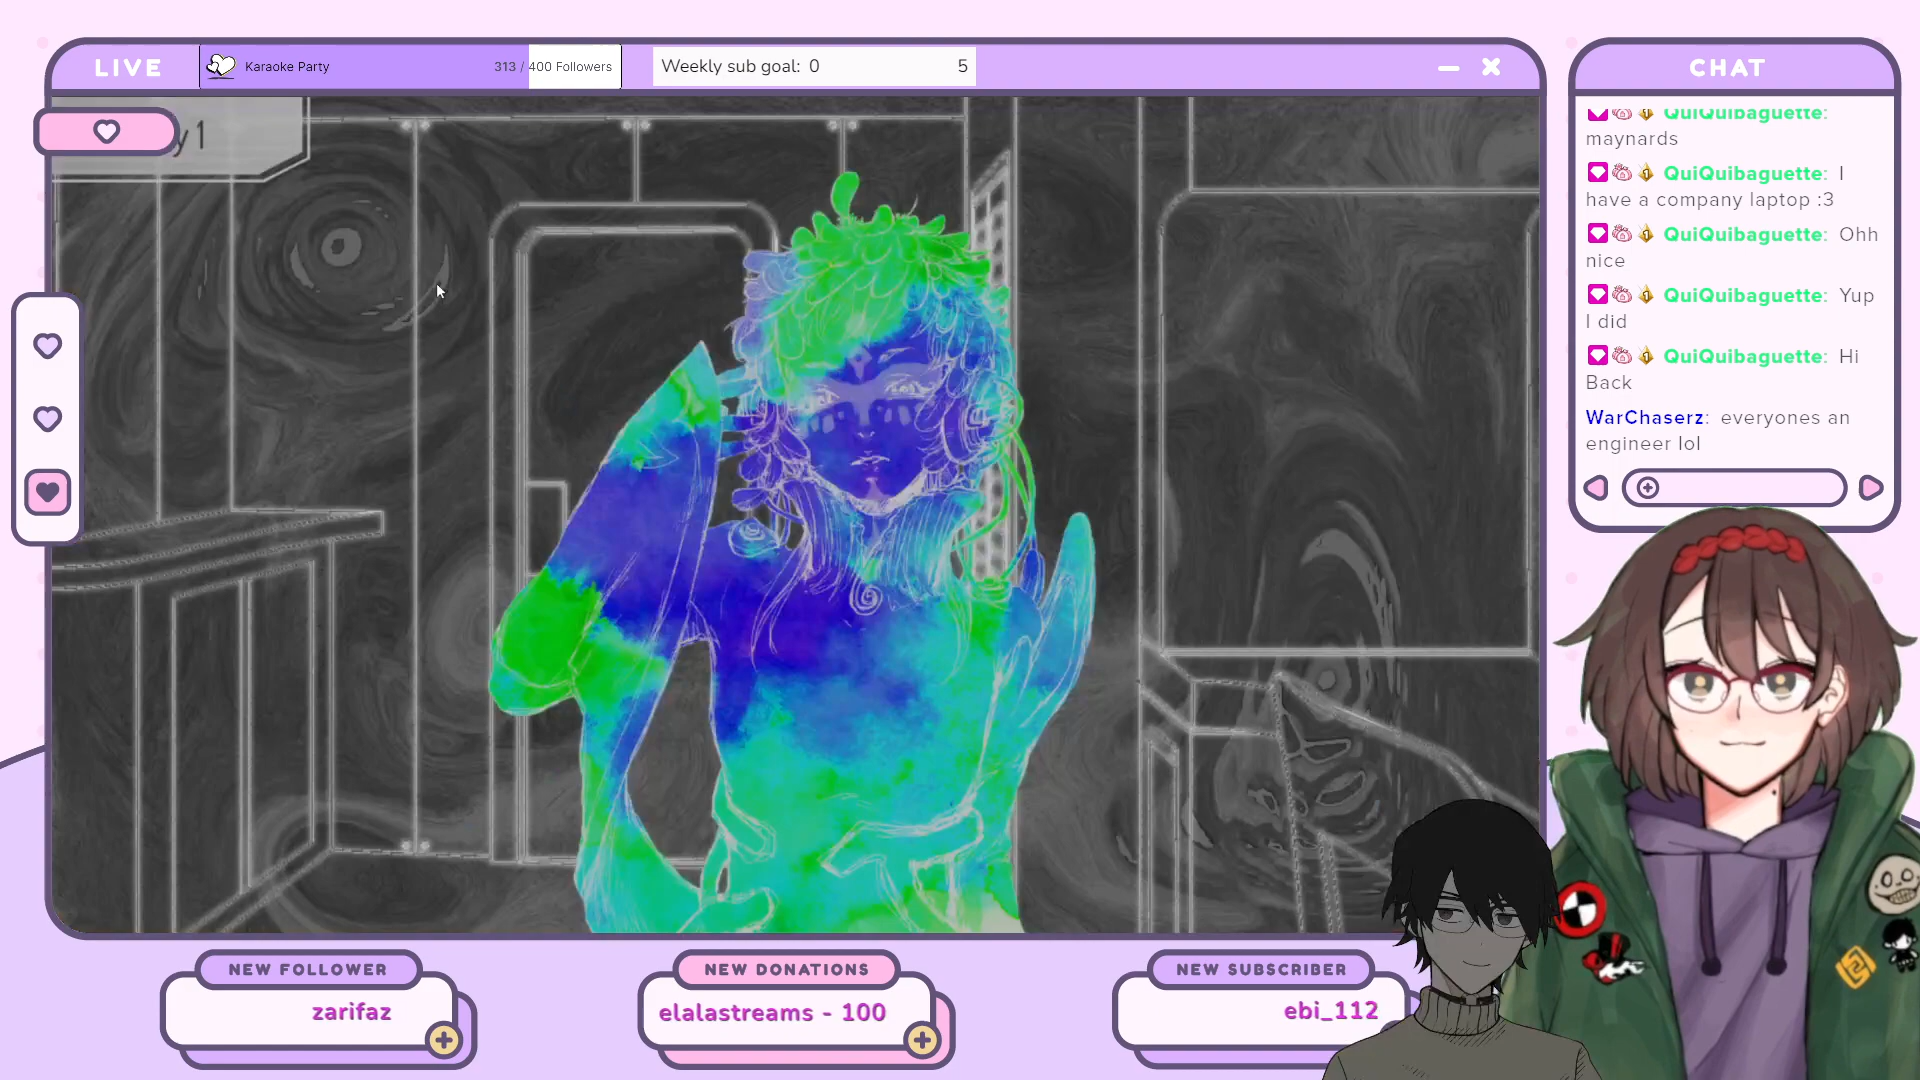 LIVE
Karaoke Party
313 / 400 Followers
Weekly sub goal: 0 5
y 1
CHAT
QuiQuibaguette:
maynards
QuiQuibaguette: I
have a company laptop :3
QuiQuibaguette: Ohh
nice
QuiQuibaguette: Yup
I did
QuiQuibaguette: Hi
Back
WarChaserz: everyones an
engineer lol
NEW FOLLOWER
zarifaz
NEW DONATIONS
elalastreams - 100
NEW SUBSCRIBER
ebi_112